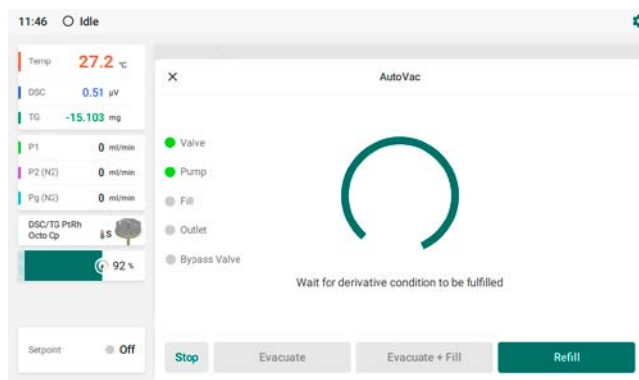 11:46 Idle
Temp 27.2 °C
DSC 0.51 µV
TG -15.103 mg
P1 0 ml/min
P2 (N2) 0 ml/min
Pg (N2) 0 ml/min
DSC/TG PtRh
Octo Cp S
92 %
Setpoint Off
AutoVac
Valve
Pump
Fill
Outlet
Bypass Valve
Wait for derivative condition to be fulfilled
Stop Evacuate Evacuate + Fill Refill